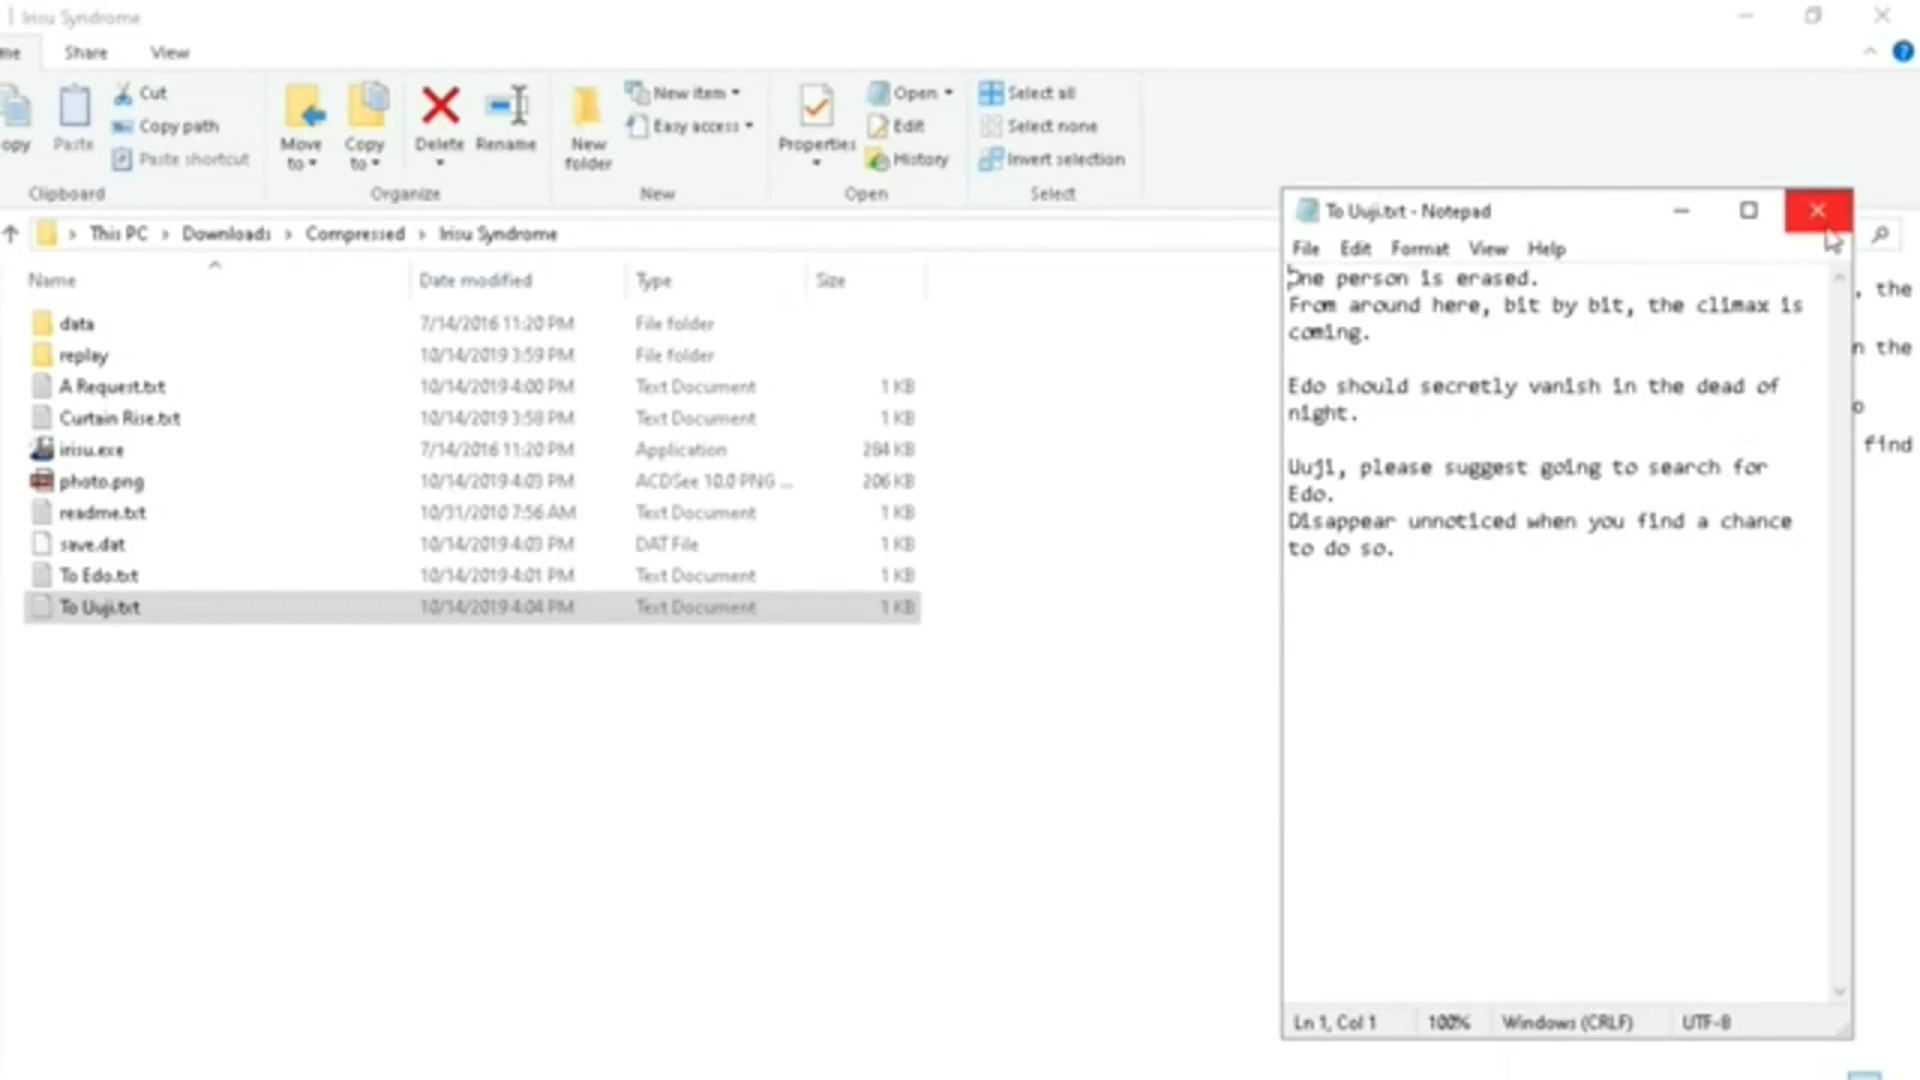 Irisu Syndrome
me Share View
opy Paste Cut Copy path Paste shortcut
Clipboard
Move to Copy to Delete Rename
Organize
New folder New item Easy access
New
Properties Open Edit History
Open
Select all Select none Invert selection
Select
This PC > Downloads > Compressed > Irisu Syndrome
Name Date modified Type Size
data 7/14/2016 11:20 PM File folder
replay 10/14/2019 3:59 PM File folder
A Request.txt 10/14/2019 4:00 PM Text Document 1 KB
Curtain Rise.txt 10/14/2019 3:58 PM Text Document 1 KB
irisu.exe 7/14/2016 11:20 PM Application 284 KB
photo.png 10/14/2019 4:03 PM ACDSee 10.0 PNG ... 206 KB
readme.txt 10/31/2010 7:56 AM Text Document 1 KB
save.dat 10/14/2019 4:03 PM DAT File 1 KB
To Edo.txt 10/14/2019 4:01 PM Text Document 1 KB
To Uuji.txt 10/14/2019 4:04 PM Text Document 1 KB
To Uuji.txt - Notepad
File Edit Format View Help
One person is erased.
From around here, bit by bit, the climax is
coming.
Edo should secretly vanish in the dead of
night.
Uuji, please suggest going to search for
Edo.
Disappear unnoticed when you find a chance
to do so.
Ln 1, Col 1 100% Windows (CRLF) UTF-8
, the
n the
o
find